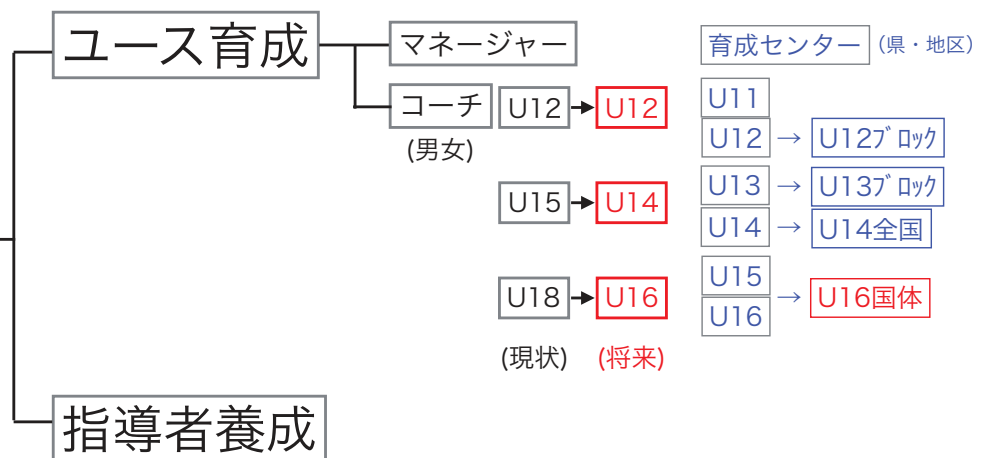 ユース育成
マネージャー
コーチ
(男女)
U12 → U12
U15 → U14
U18 → U16
(現状) (将来)
育成センター (県・地区)
U11
U12 → U12ﾌﾞﾛｯｸ
U13 → U13ﾌﾞﾛｯｸ
U14 → U14全国
U15
U16 → U16国体
指導者養成